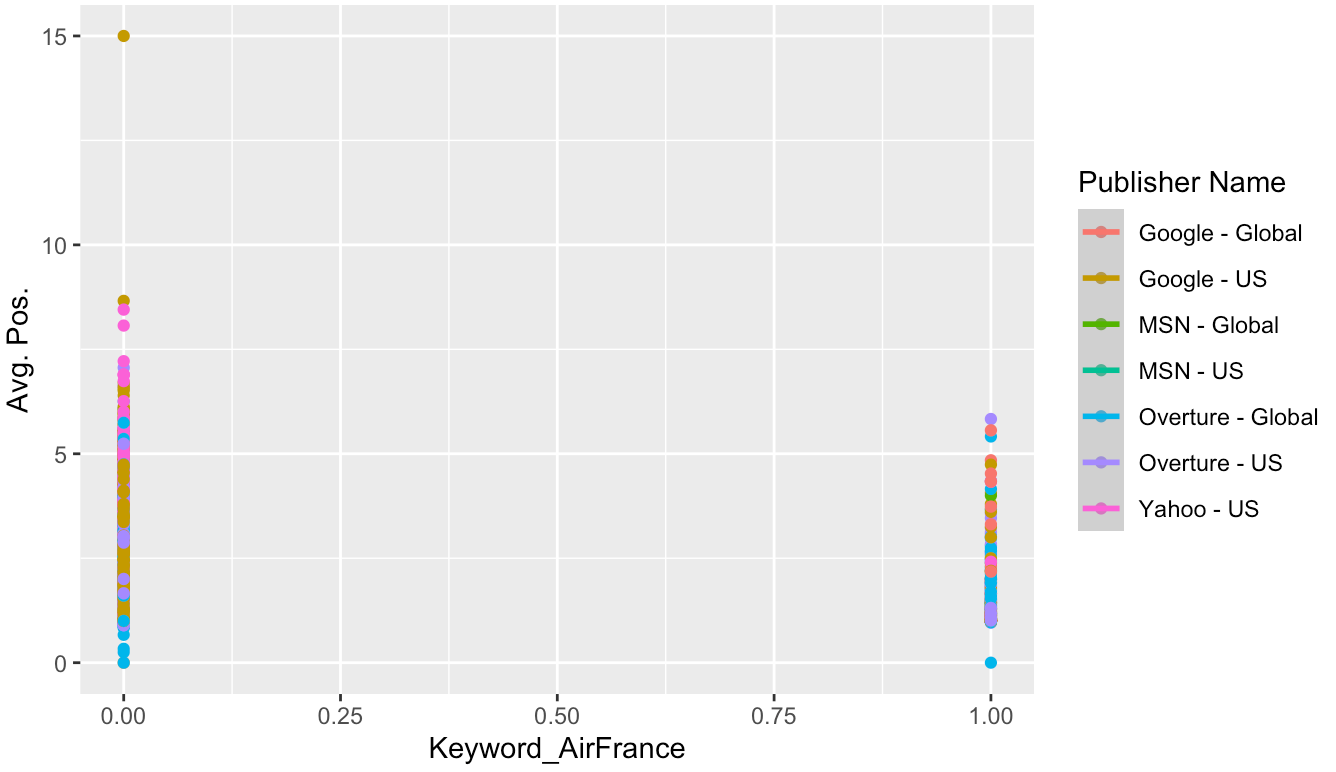 15
10
5
0
Avg. Pos.
0.00
0.25
0.50
0.75
1.00
Keyword_AirFrance
Publisher Name
Google - Global
Google - US
MSN - Global
MSN - US
Overture - Global
Overture - US
Yahoo - US